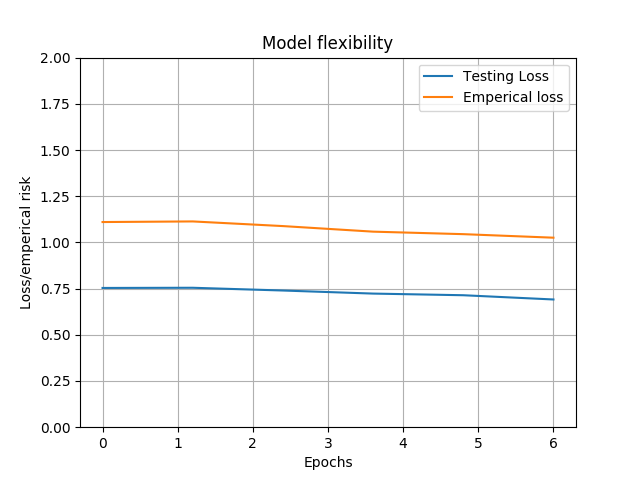 Model flexibility
Testing Loss
Emperical loss
2.00
1.75
1.50
1.25
1.00
0.75
0.50
0.25
0.00
Loss/emperical risk
0 1 2 3 4 5 6
Epochs